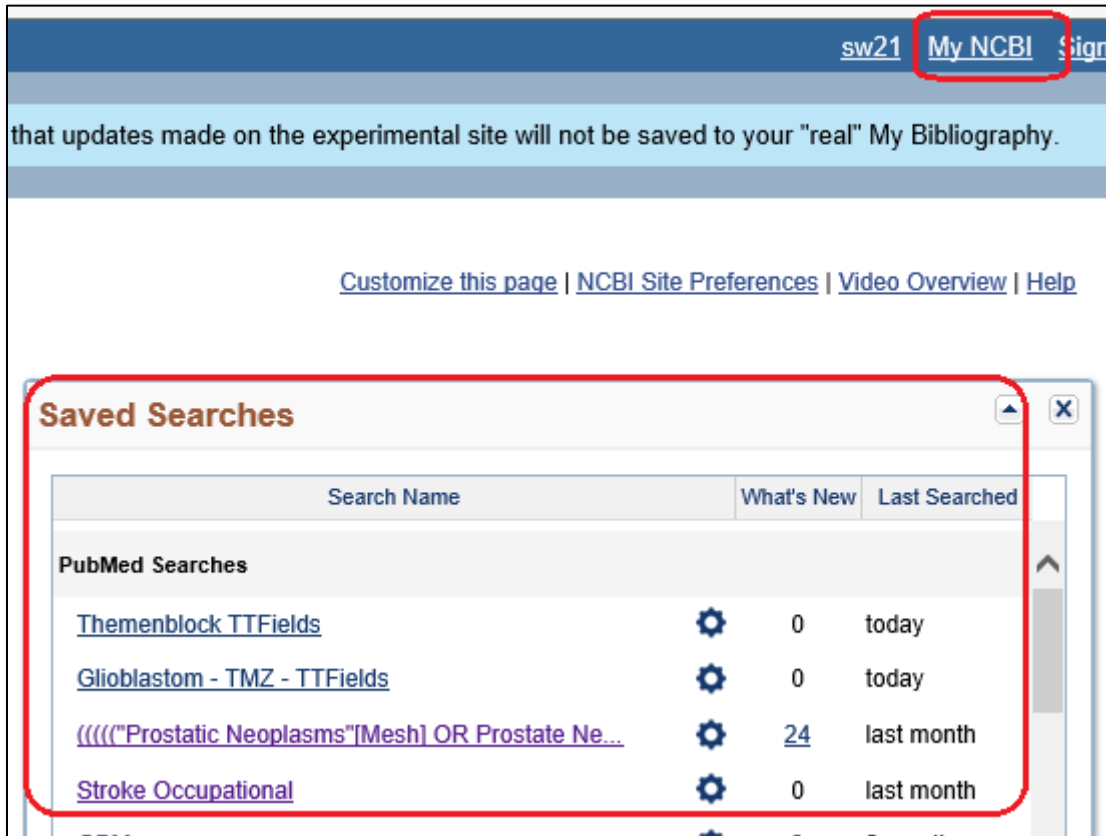 sw21 My NCBI Sign
that updates made on the experimental site will not be saved to your "real" My Bibliography.
Customize this page | NCBI Site Preferences | Video Overview | Help
Saved Searches
Search Name What's New Last Searched
PubMed Searches
Themenblock TTFields 0 today
Glioblastom - TMZ - TTFields 0 today
((((("Prostatic Neoplasms"[Mesh] OR Prostate Ne... 24 last month
Stroke Occupational 0 last month